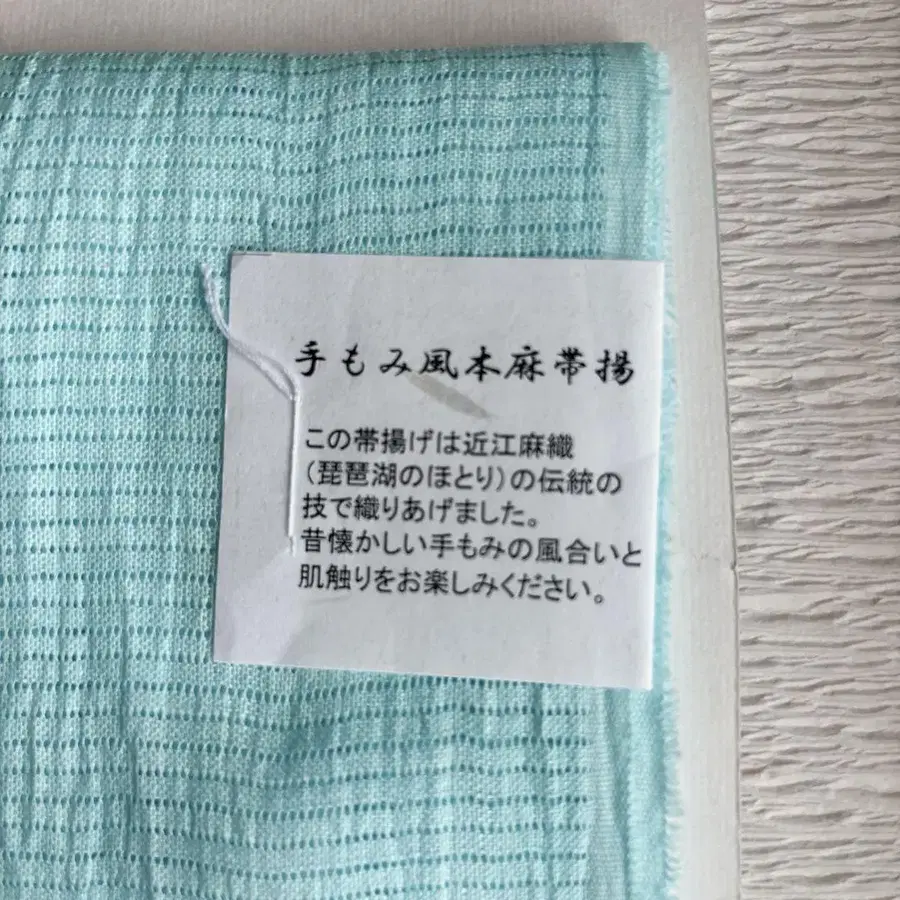 手もみ風本麻帯揚
この帯揚げは近江麻織
（琵琶湖のほとり）の伝統の
技で織りあげました。
昔懐かしい手もみの風合いと
肌触りをお楽しみください。